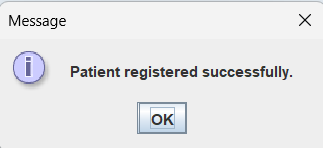 Message
Patient registered successfully.
OK